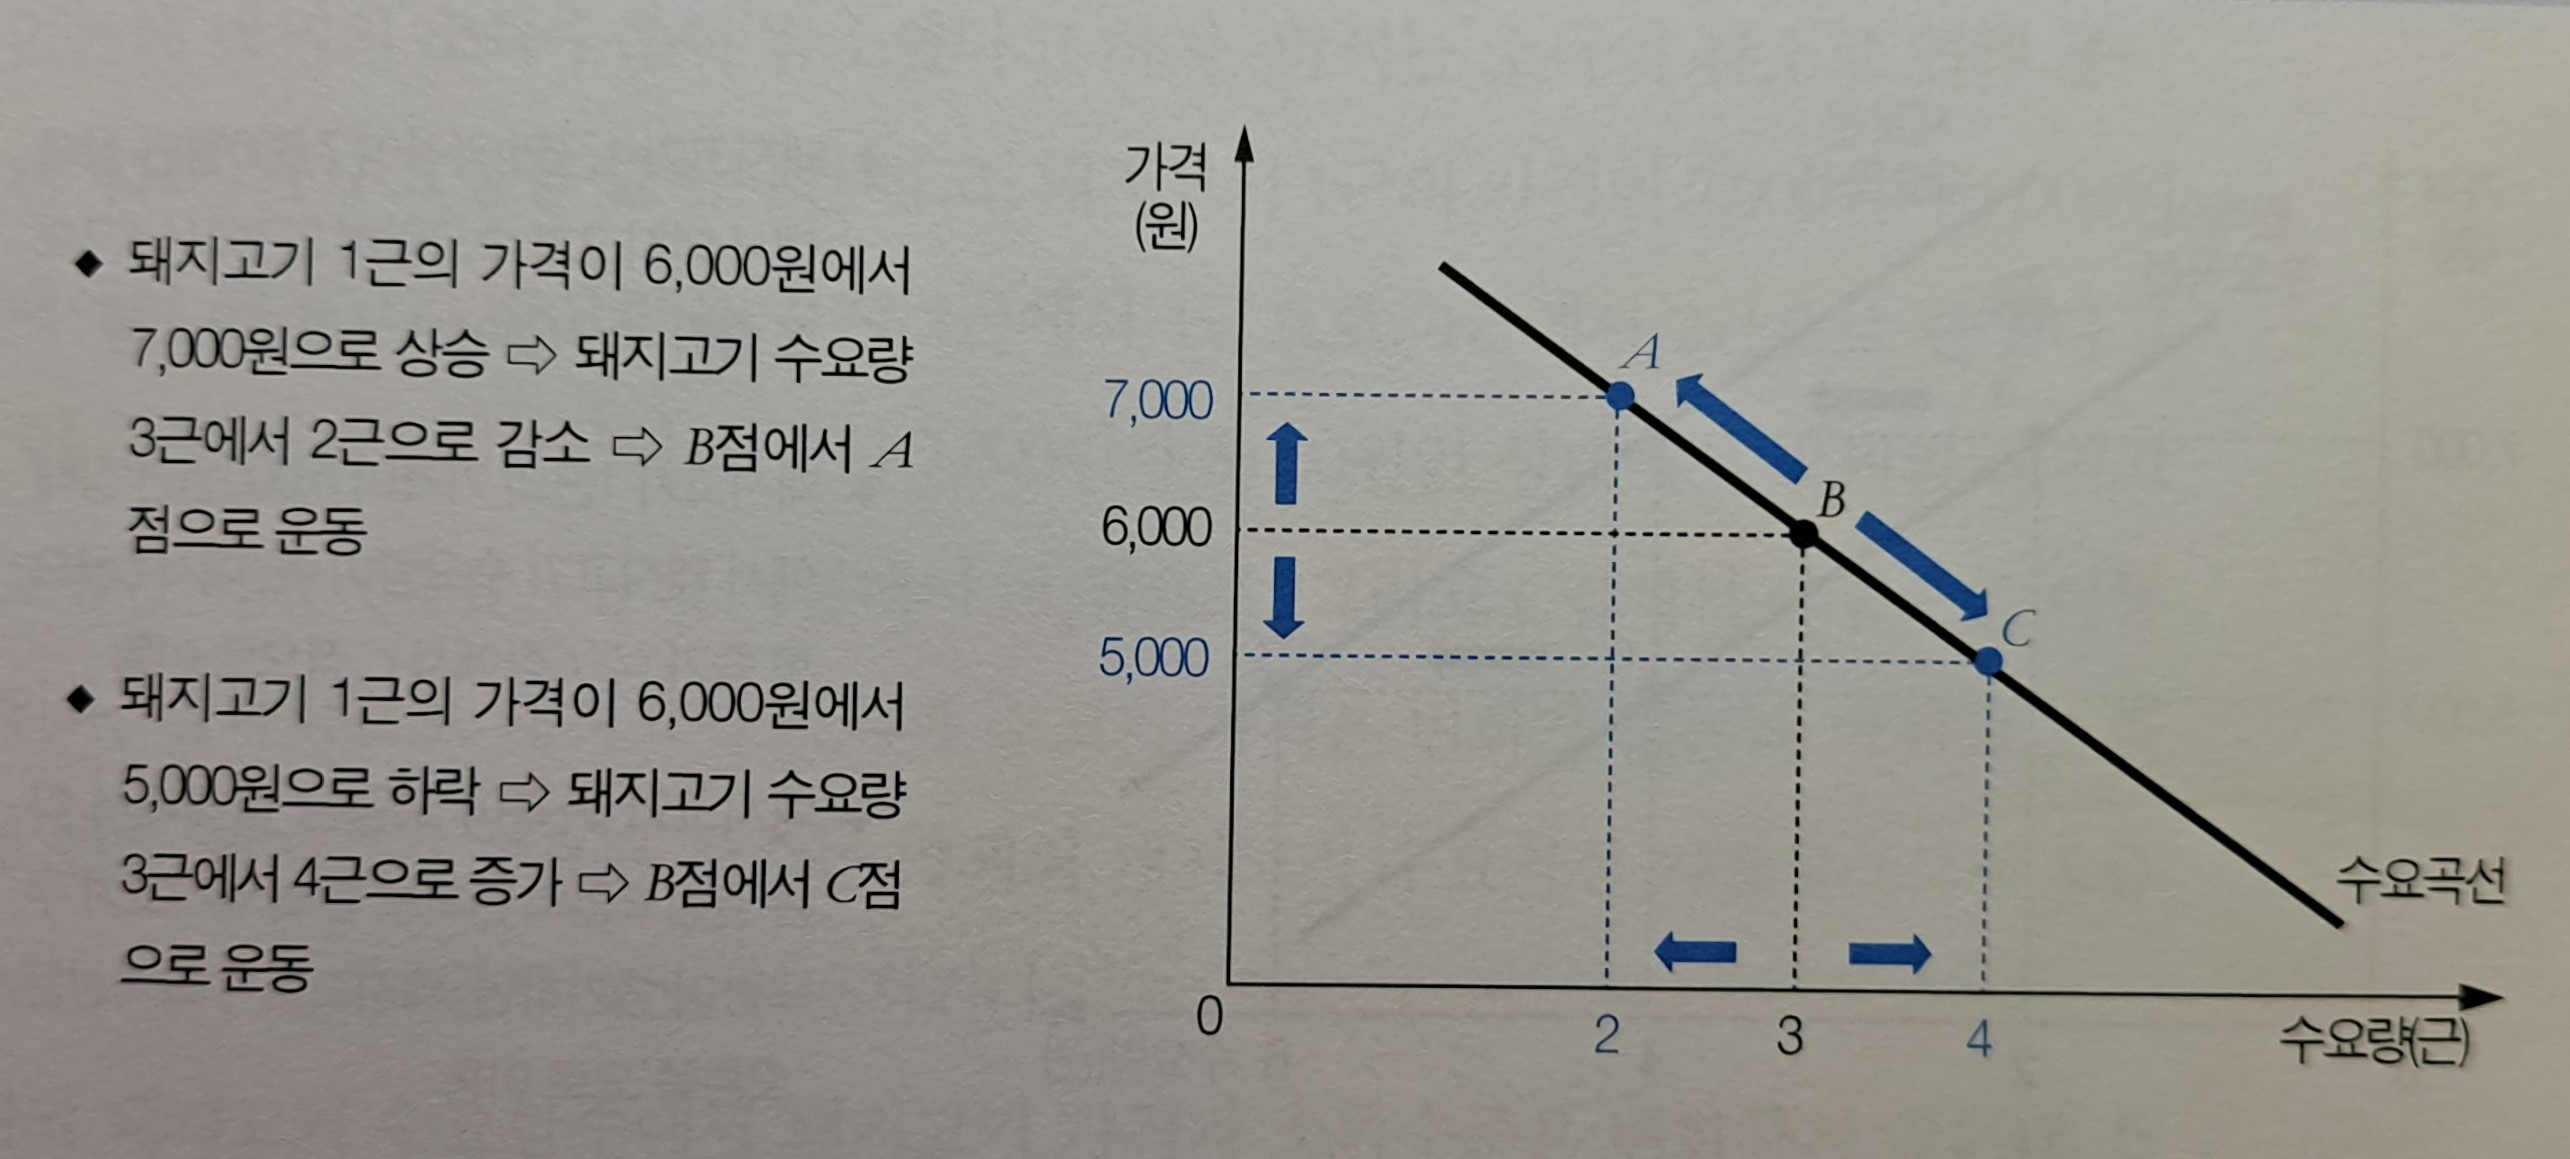 ◆ 돼지고기 1근의 가격이 6,000원에서
7,000원으로 상승 ⇨ 돼지고기 수요량
3근에서 2근으로 감소 ⇨ B점에서 A
점으로 운동
◆ 돼지고기 1근의 가격이 6,000원에서
5,000원으로 하락 ⇨ 돼지고기 수요량
3근에서 4근으로 증가 ⇨ B점에서 C점
으로 운동
가격
(원)
A
7,000
B
6,000
C
5,000
수요곡선
0
2
3
4
수요량(근)